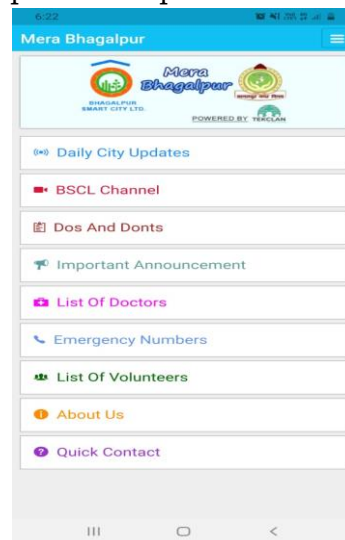 6:22
Mera Bhagalpur
Mera
Bhagalpur
BHAGALPUR
SMART CITY LTD.
POWERED BY TEKCLAN
Daily City Updates
BSCL Channel
Dos And Donts
Important Announcement
List Of Doctors
Emergency Numbers
List Of Volunteers
About Us
Quick Contact